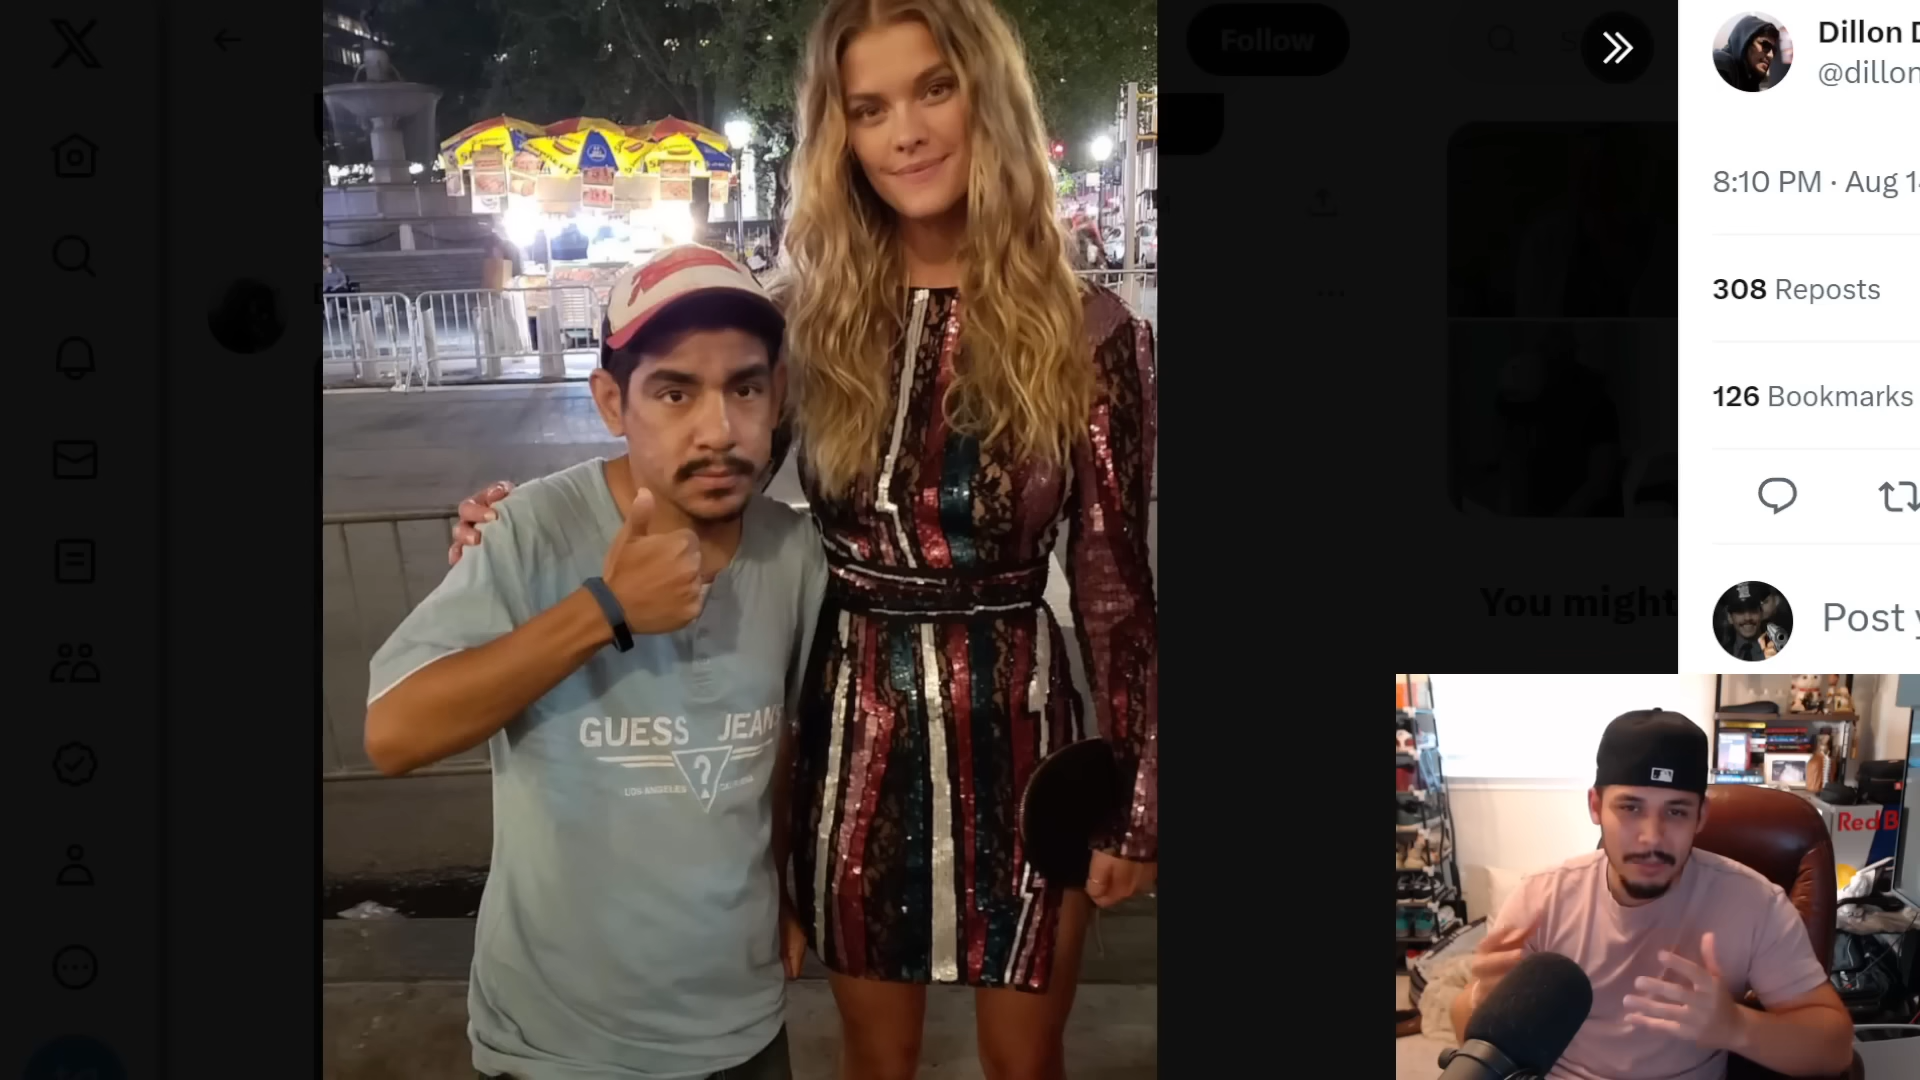 Follow
Dillon D
@dillon
8:10 PM · Aug 1
308 Reposts
126 Bookmarks
You might
Post y
GUESS JEANS
?
LOS ANGELES
Red B